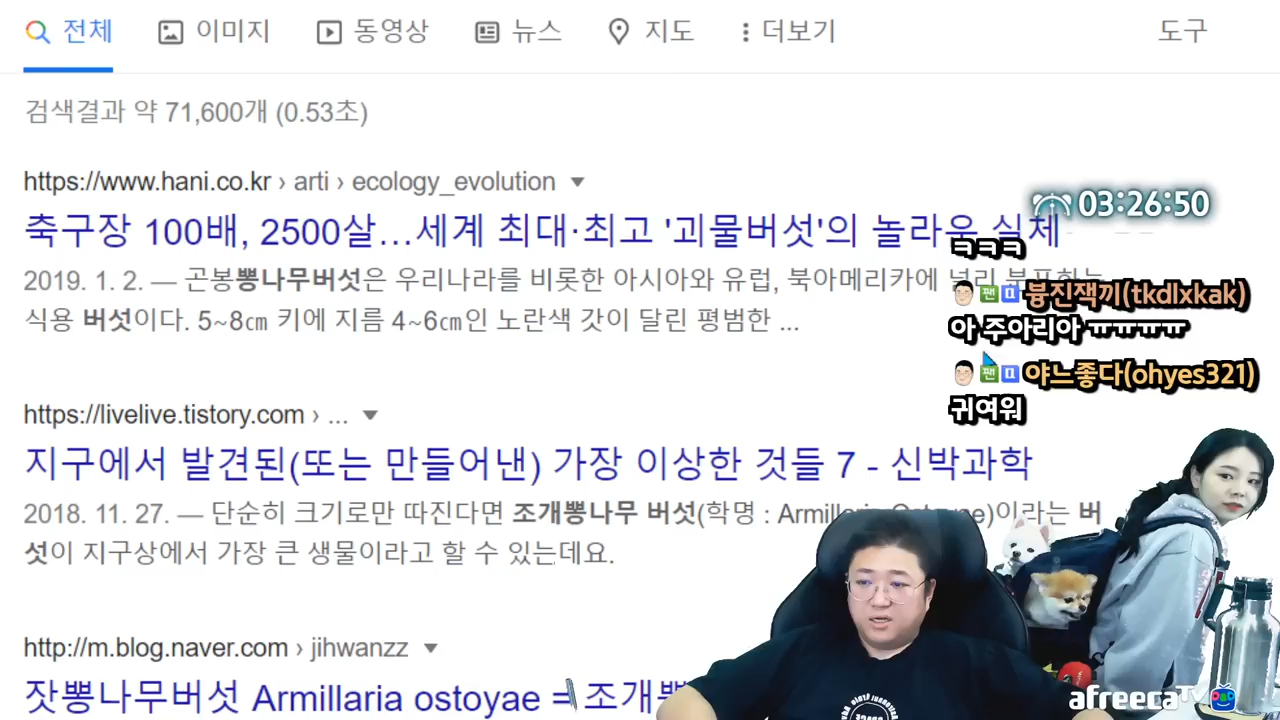 전체 이미지 동영상 뉴스 지도 더보기 도구
검색결과 약 71,600개 (0.53초)
https://www.hani.co.kr › arti › ecology_evolution
축구장 100배, 2500살...세계 최대·최고 '괴물버섯'의 놀라운 실제
2019. 1. 2. — 곤봉뽕나무버섯은 우리나라를 비롯한 아시아와 유럽, 북아메리카에 널리 분포하는
식용 버섯이다. 5~8㎝ 키에 지름 4~6㎝인 노란색 갓이 달린 평범한 ...
03:26:50
ㅋㅋㅋ
팬 븅진잭끼(tkdlxkak)
아 주아리아 ㅠㅠㅠㅠ
팬 야느좋다(ohyes321)
귀여워
https://livelive.tistory.com › ...
지구에서 발견된(또는 만들어낸) 가장 이상한 것들 7 - 신박과학
2018. 11. 27. — 단순히 크기로만 따진다면 조개뽕나무 버섯(학명 : Armillaria Ostoyae)이라는 버
섯이 지구상에서 가장 큰 생물이라고 할 수 있는데요.
http://m.blog.naver.com › jihwanzz
잣뽕나무버섯 Armillaria ostoyae = 조개뽕
afreecaTV